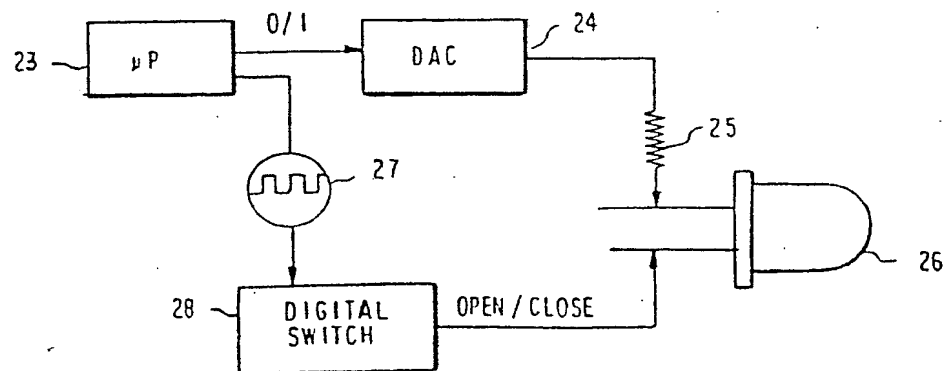 0/1
24
23
μP
DAC
25
27
26
28
DIGITAL
SWITCH
OPEN/CLOSE